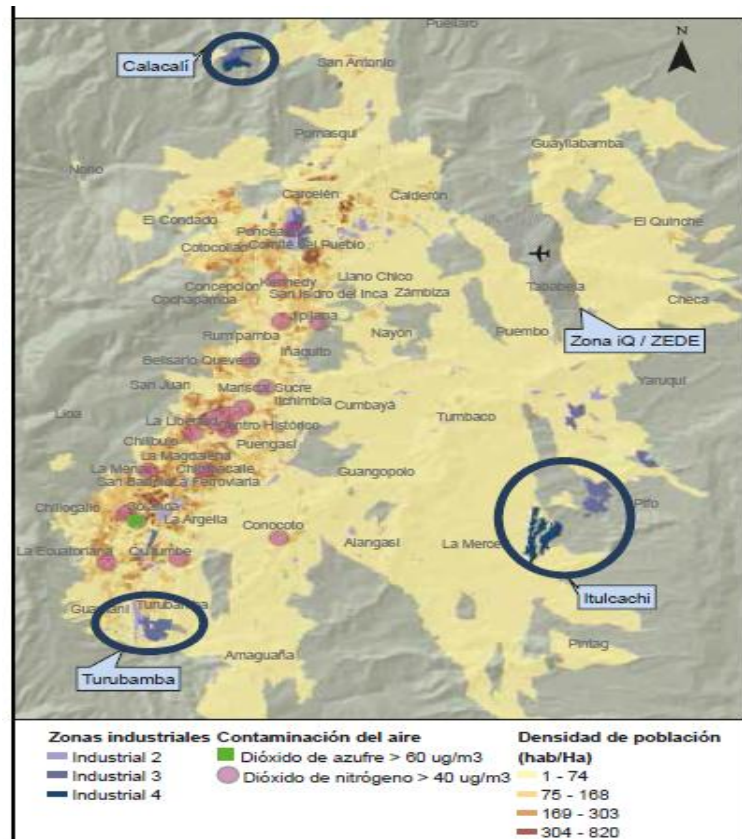 Puéllaro
N
Calacalí
San Antonio
Pomasqui
Guayllabamba
Nono
Carcelén
Calderón
El Condado
Ponceano
El Quinche
Cotocollao
Comité del Pueblo
Llano Chico
Concepción
Kennedy
Tababela
San Isidro del Inca
Zámbiza
Checa
Cochapamba
Jipijapa
Rumipamba
Nayón
Puembo
Zona iQ / ZEDE
Iñaquito
Belisario Quevedo
San Juan
Mariscal Sucre
Yaruquí
Itchimbía
Cumbayá
Lloa
Tumbaco
La Libertad
Centro Histórico
Chilibulo
Puengasí
La Magdalena
La Mena
Chimbacalle
Guangopolo
San Bartolo
La Ferroviaria
Chillogallo
Solanda
La Argelia
Conocoto
Pifo
Alangasí
La Merced
La Ecuatoriana
Quitumbe
Itulcachi
Guamaní
Turubamba
Pintag
Amaguaña
Turubamba
Zonas industriales
Industrial 2
Industrial 3
Industrial 4
Contaminación del aire
Dióxido de azufre > 60 ug/m3
Dióxido de nitrógeno > 40 ug/m3
Densidad de población
(hab/Ha)
1 - 74
75 - 168
169 - 303
304 - 820